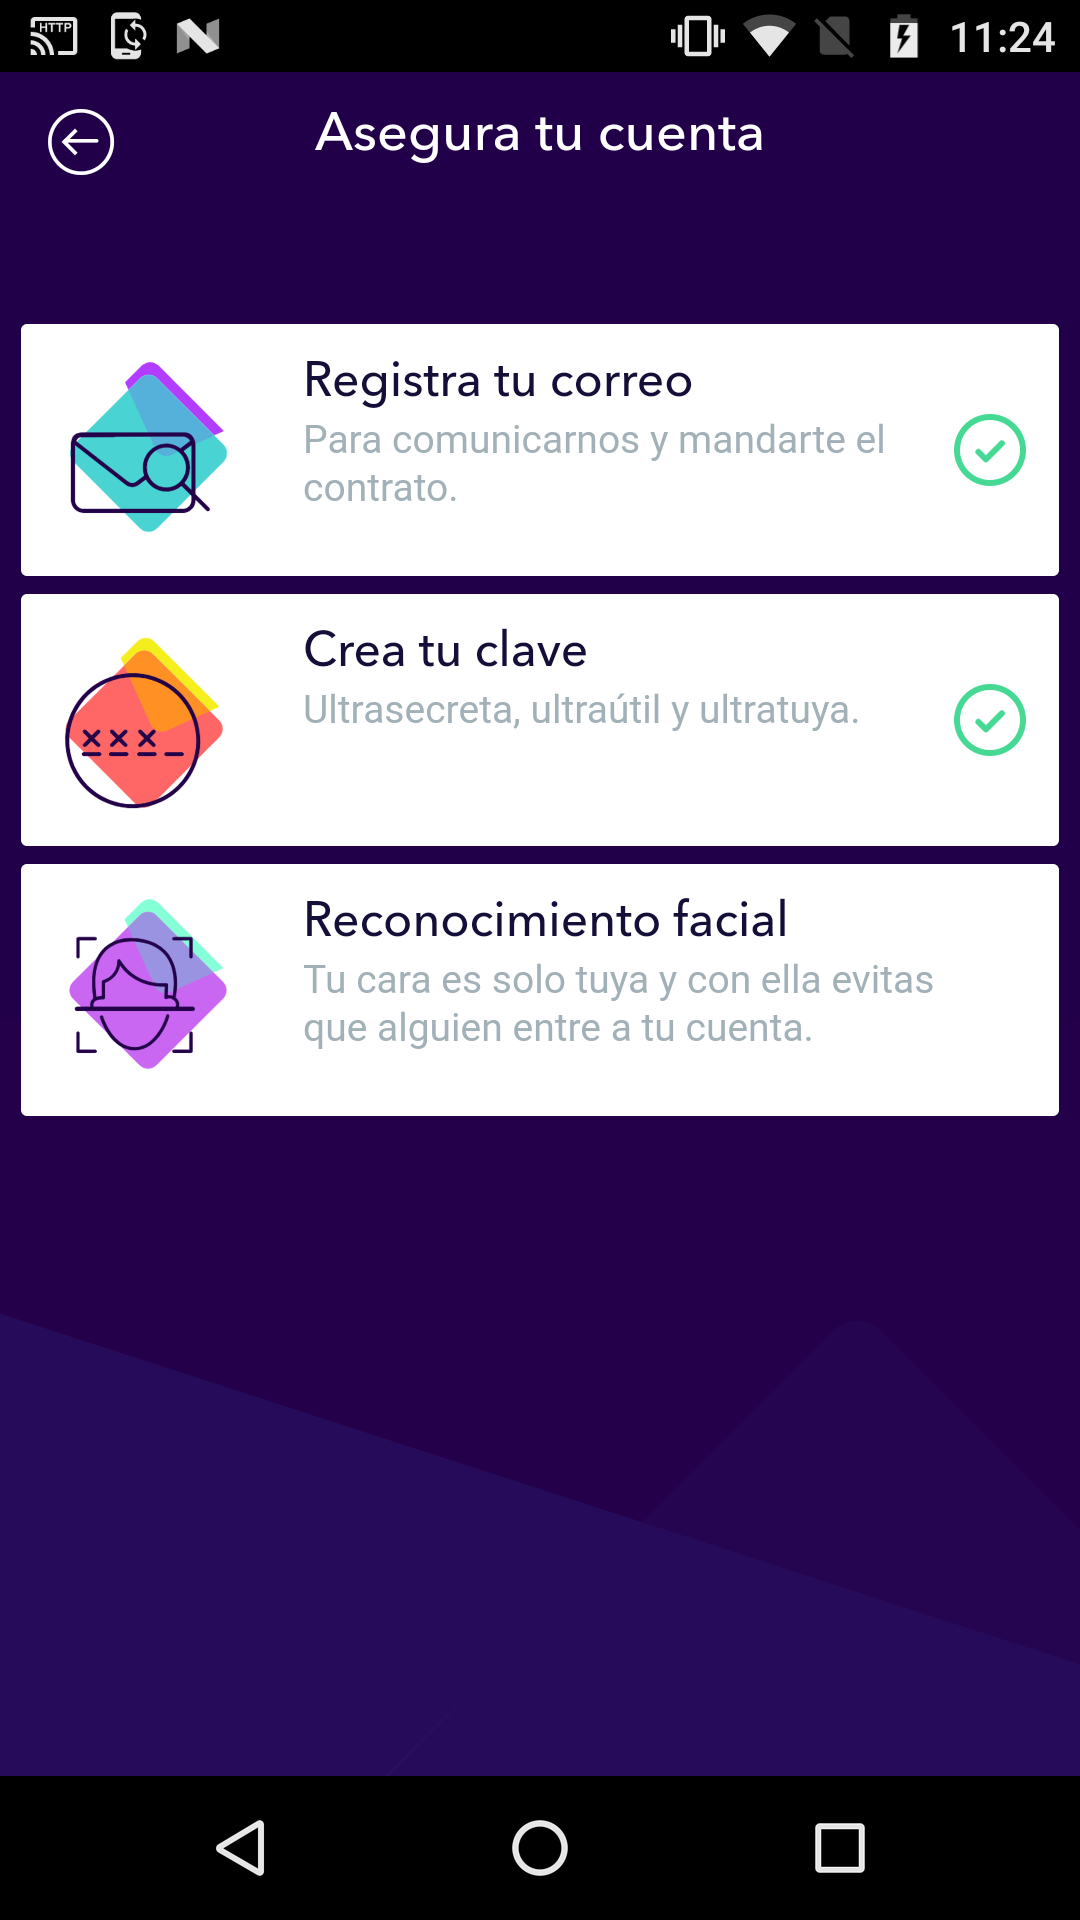 HTTP
11:24
Asegura tu cuenta
Registra tu correo
Para comunicarnos y mandarte el
contrato.
Crea tu clave
Ultrasecreta, ultraútil y ultratuya.
Reconocimiento facial
Tu cara es solo tuya y con ella evitas
que alguien entre a tu cuenta.